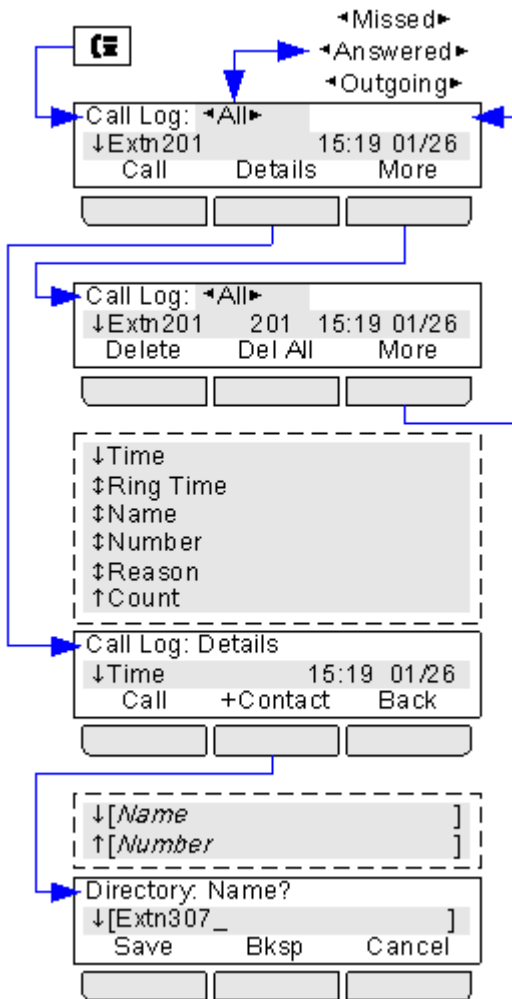 ◄Missed►
◄Answered►
◄Outgoing►
Call Log: ◄All►
↓Extn201 15:19 01/26
Call Details More
Call Log: ◄All►
↓Extn201 201 15:19 01/26
Delete Del All More
↓Time
↕Ring Time
↕Name
↕Number
↕Reason
↑Count
Call Log: Details
↓Time 15:19 01/26
Call +Contact Back
↓[Name ]
↑[Number ]
Directory: Name?
↓[Extn307_ ]
Save Bksp Cancel